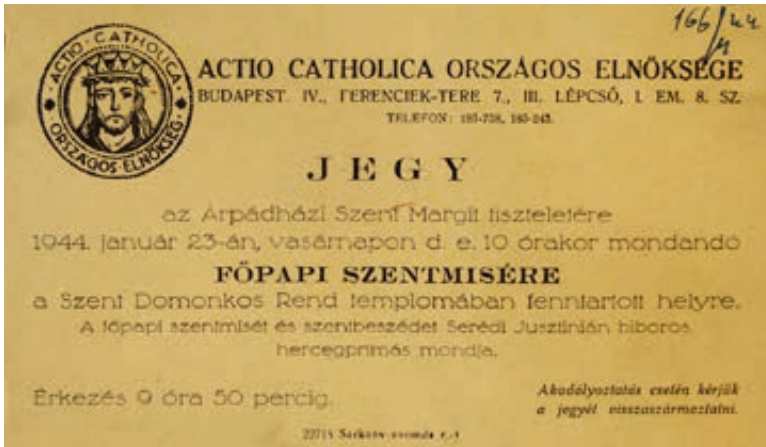 166/44
ACTIO CATHOLICA
ORSZÁGOS ELNÖKSÉG
ACTIO CATHOLICA ORSZÁGOS ELNÖKSÉGE
BUDAPEST. IV., FERENCIEK-TERE 7., III. LÉPCSŐ, I. EM. 8. SZ.
TELEFON: 185-738, 185-243.
JEGY
az Árpádházi Szent Margit tiszteletére
1944. január 23-án, vasárnapon d. e. 10 órakor mondandó
FŐPAPI SZENTMISÉRE
a Szent Domonkos Rend templomában fenntartott helyre.
A főpapi szentmisét és szentbeszédet Serédi Jusztinián bíboros
hercegprímás mondja.
Érkezés 9 óra 50 percig.
Akadályoztatás esetén kérjük
a jegyét visszaszármaztatni.